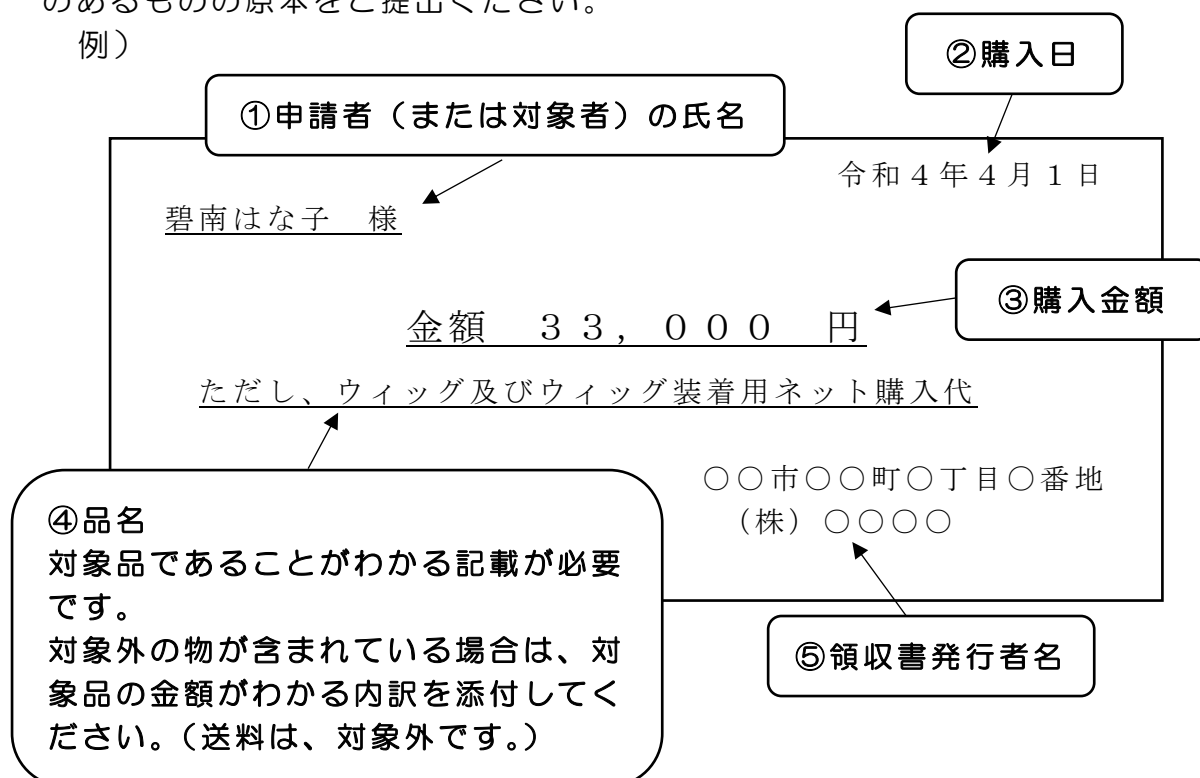 のあるものの原本をご提出ください。
例）
②購入日
①申請者（または対象者）の氏名
令和４年４月１日
碧南はな子　様
③購入金額
金額　３３，０００　円
ただし、ウィッグ及びウィッグ装着用ネット購入代
○○市○○町○丁目○番地
（株）○○○○
④品名
対象品であることがわかる記載が必要
です。
対象外の物が含まれている場合は、対
象品の金額がわかる内訳を添付してく
ださい。（送料は、対象外です。）
⑤領収書発行者名